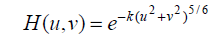 H(u,v) = e^{-k(u^2+v^2)^{5/6}}